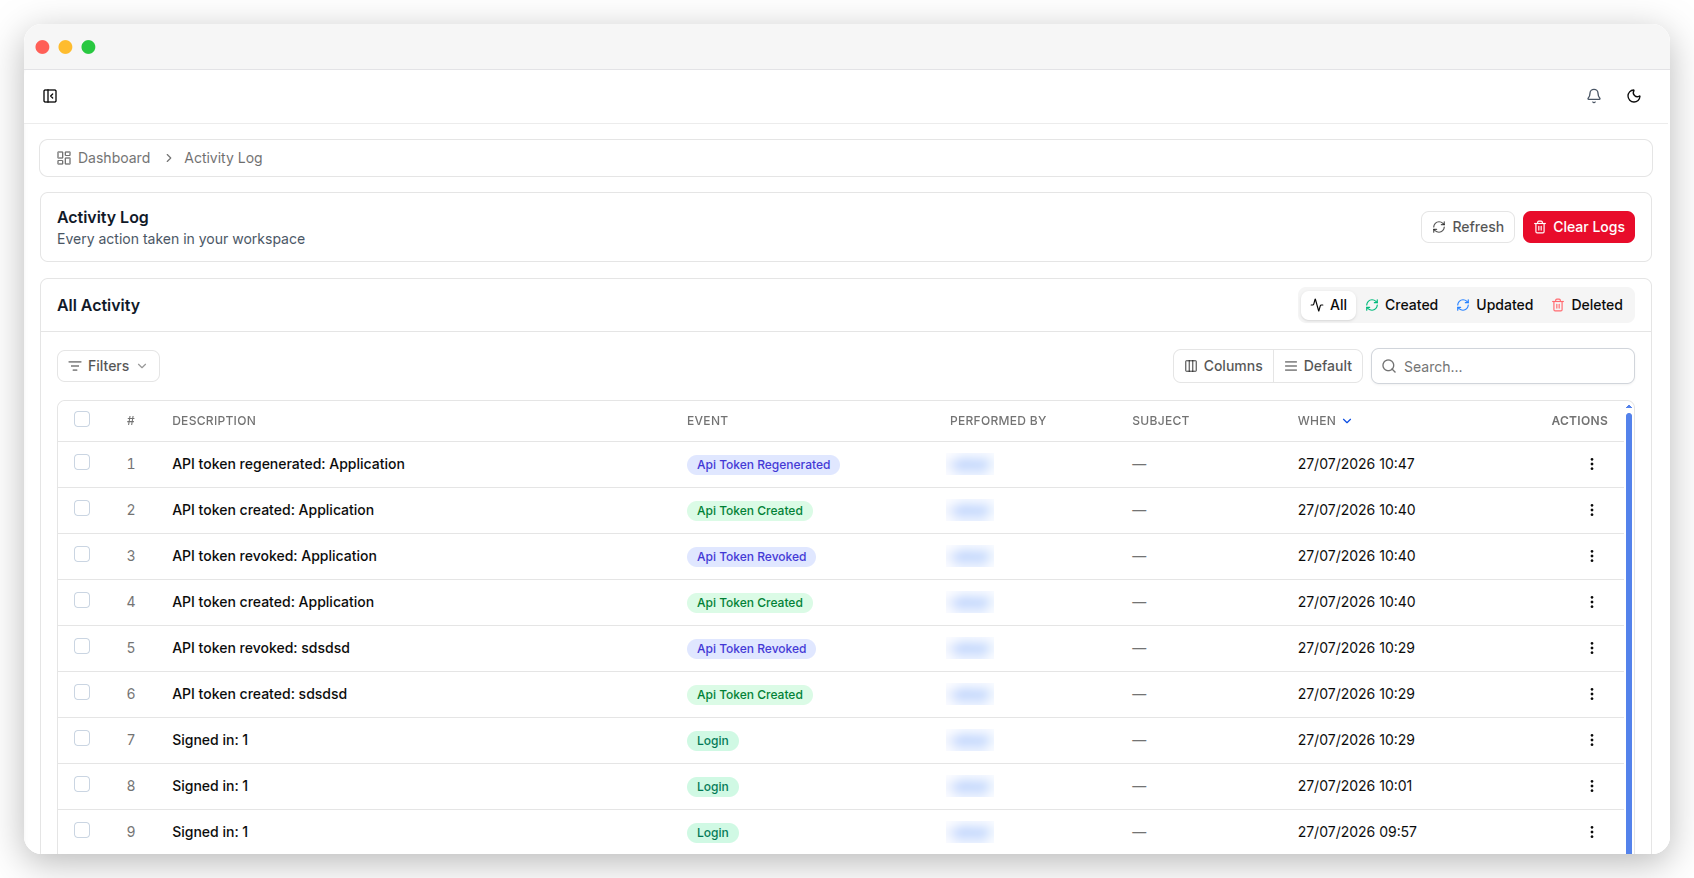 Dashboard > Activity Log
Activity Log
Every action taken in your workspace
Refresh Clear Logs
All Activity
All Created Updated Deleted
Filters Columns Default Search...
# DESCRIPTION EVENT PERFORMED BY SUBJECT WHEN ACTIONS
1 API token regenerated: Application Api Token Regenerated — 27/07/2026 10:47
2 API token created: Application Api Token Created — 27/07/2026 10:40
3 API token revoked: Application Api Token Revoked — 27/07/2026 10:40
4 API token created: Application Api Token Created — 27/07/2026 10:40
5 API token revoked: sdsdsd Api Token Revoked — 27/07/2026 10:29
6 API token created: sdsdsd Api Token Created — 27/07/2026 10:29
7 Signed in: 1 Login — 27/07/2026 10:29
8 Signed in: 1 Login — 27/07/2026 10:01
9 Signed in: 1 Login — 27/07/2026 09:57